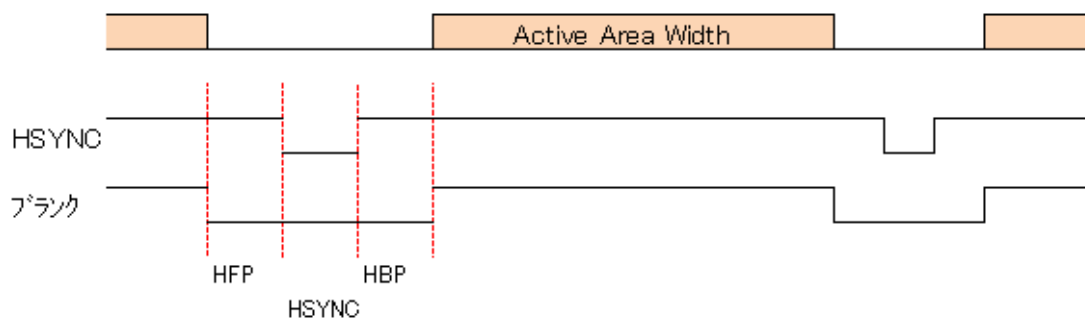 Active Area Width
HSYNC
ﾌﾞﾗﾝｸ
HFP HBP
HSYNC